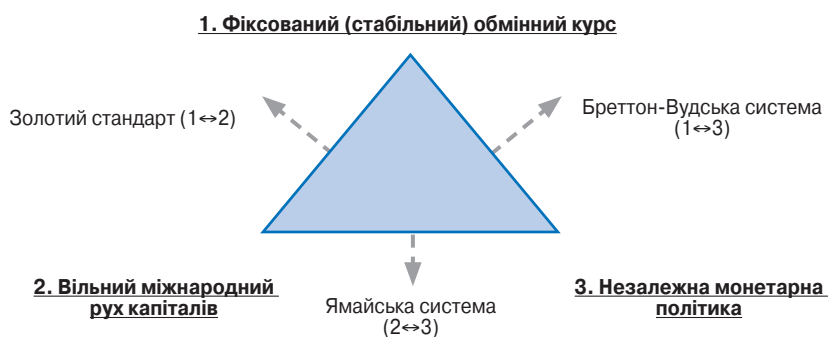 1. Фіксований (стабільний) обмінний курс
Золотий стандарт (1↔2)
Бреттон-Вудська система
(1↔3)
2. Вільний міжнародний
рух капіталів
Ямайська система
(2↔3)
3. Незалежна монетарна
політика